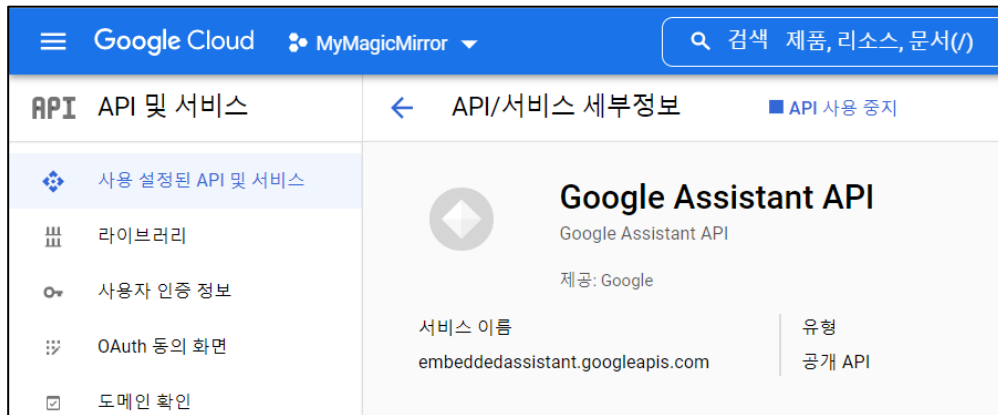 Google Cloud MyMagicMirror 검색 제품, 리소스, 문서(/)
API API 및 서비스
API/서비스 세부정보 API 사용 중지
사용 설정된 API 및 서비스
라이브러리
사용자 인증 정보
OAuth 동의 화면
도메인 확인
Google Assistant API
Google Assistant API
제공: Google
서비스 이름
embeddedassistant.googleapis.com
유형
공개 API